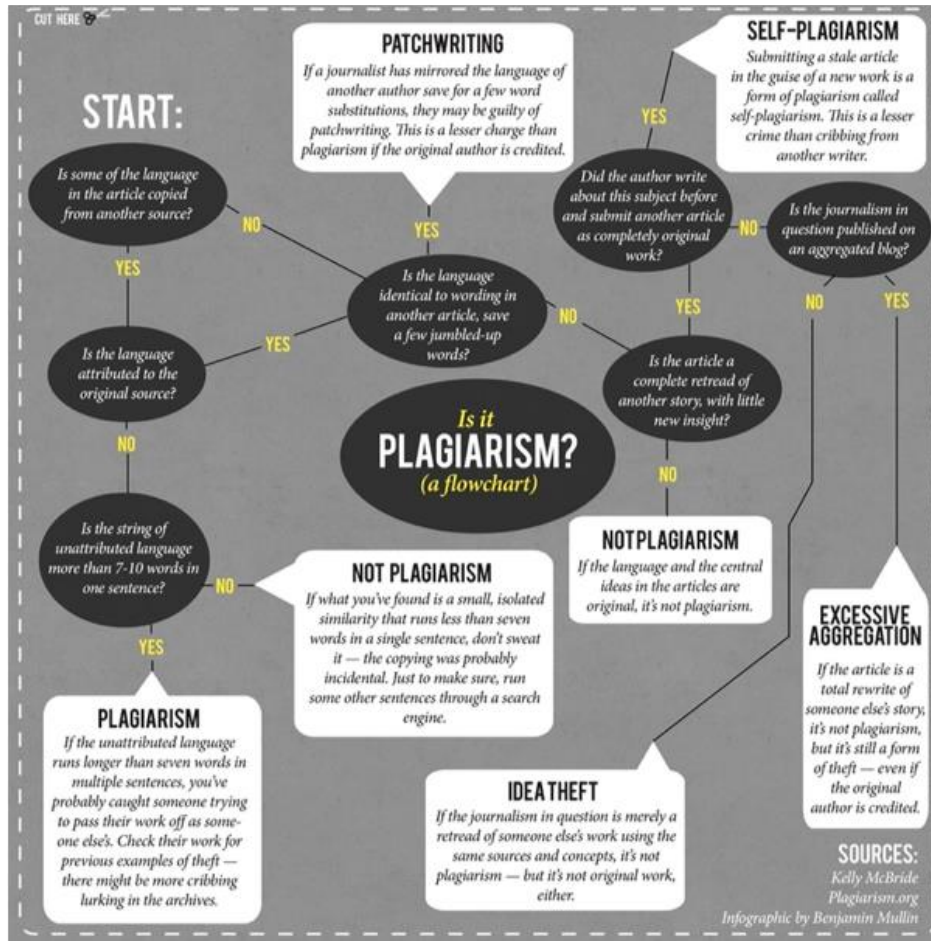 CUT HERE
START:
Is some of the language
in the article copied
from another source?
NO
YES
Is the language
attributed to the
original source?
YES
NO
Is the string of
unattributed language
more than 7-10 words in
one sentence?
NO
YES
PLAGIARISM
If the unattributed language
runs longer than seven words in
multiple sentences, you've
probably caught someone trying
to pass their work off as some-
one else's. Check their work for
previous examples of theft —
there might be more cribbing
lurking in the archives.
NOT PLAGIARISM
If what you've found is a small, isolated
similarity that runs less than seven
words in a single sentence, don't sweat
it — the copying was probably
incidental. Just to make sure, run
some other sentences through a search
engine.
PATCHWRITING
If a journalist has mirrored the language of
another author save for a few word
substitutions, they may be guilty of
patchwriting. This is a lesser charge than
plagiarism if the original author is credited.
YES
Is the language
identical to wording in
another article, save
a few jumbled-up
words?
NO
Is it
PLAGIARISM?
(a flowchart)
SELF-PLAGIARISM
Submitting a stale article
in the guise of a new work is a
form of plagiarism called
self-plagiarism. This is a lesser
crime than cribbing from
another writer.
YES
Did the author write
about this subject before
and submit another article
as completely original
work?
NO
YES
Is the article a
complete retread of
another story, with little
new insight?
NO
NOT PLAGIARISM
If the language and the central
ideas in the articles are
original, it's not plagiarism.
Is the journalism in
question published on
an aggregated blog?
NO
YES
IDEA THEFT
If the journalism in question is merely a
retread of someone else's work using the
same sources and concepts, it's not
plagiarism — but it's not original work,
either.
EXCESSIVE
AGGREGATION
If the article is a
total rewrite of
someone else's story,
it's not plagiarism,
but it's still a form
of theft — even if
the original
author is credited.
SOURCES:
Kelly McBride
Plagiarism.org
Infographic by Benjamin Mullin